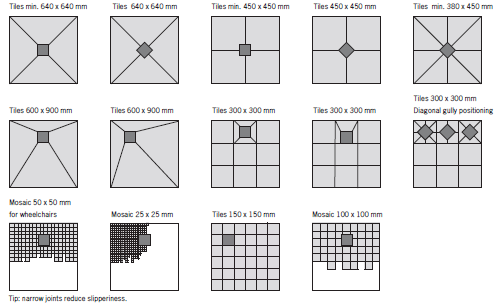 Tiles min. 640 x 640 mm
Tiles 640 x 640 mm
Tiles min. 450 x 450 mm
Tiles 450 x 450 mm
Tiles min. 380 x 450 mm
Tiles 600 x 900 mm
Tiles 600 x 900 mm
Tiles 300 x 300 mm
Tiles 300 x 300 mm
Tiles 300 x 300 mm
Diagonal gully positioning
Mosaic 50 x 50 mm
for wheelchairs
Mosaic 25 x 25 mm
Tiles 150 x 150 mm
Mosaic 100 x 100 mm
Tip: narrow joints reduce slipperiness.